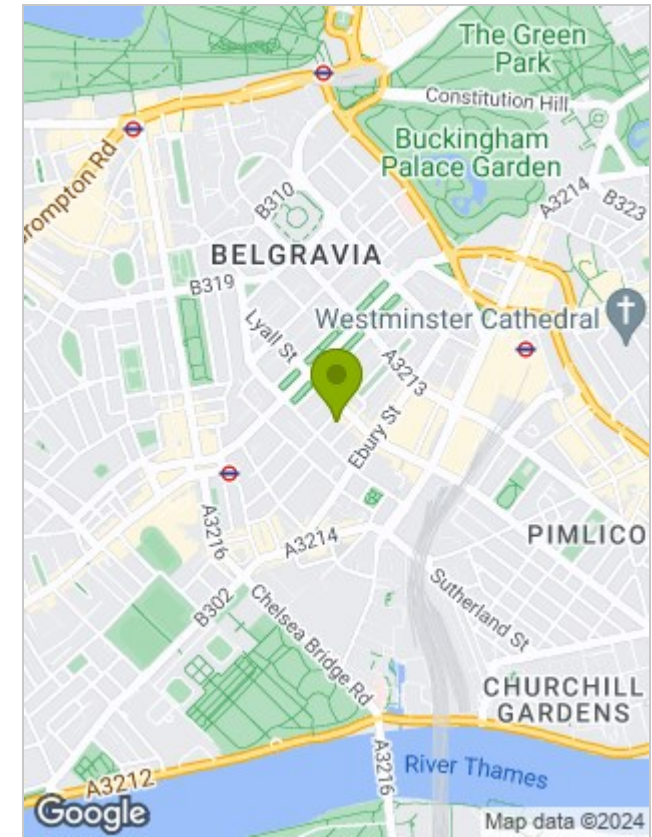 The Green
Park
Constitution Hill
Buckingham
Palace Garden
rompton Rd
B310
A3214
B323
BELGRAVIA
B319
Westminster Cathedral
Lyall St
A3213
Ebury St
A3216
A3214
PIMLICO
B302
Sutherland St
Chelsea Bridge Rd
CHURCHILL
GARDENS
A3212
A3216
River Thames
Google
Map data ©2024